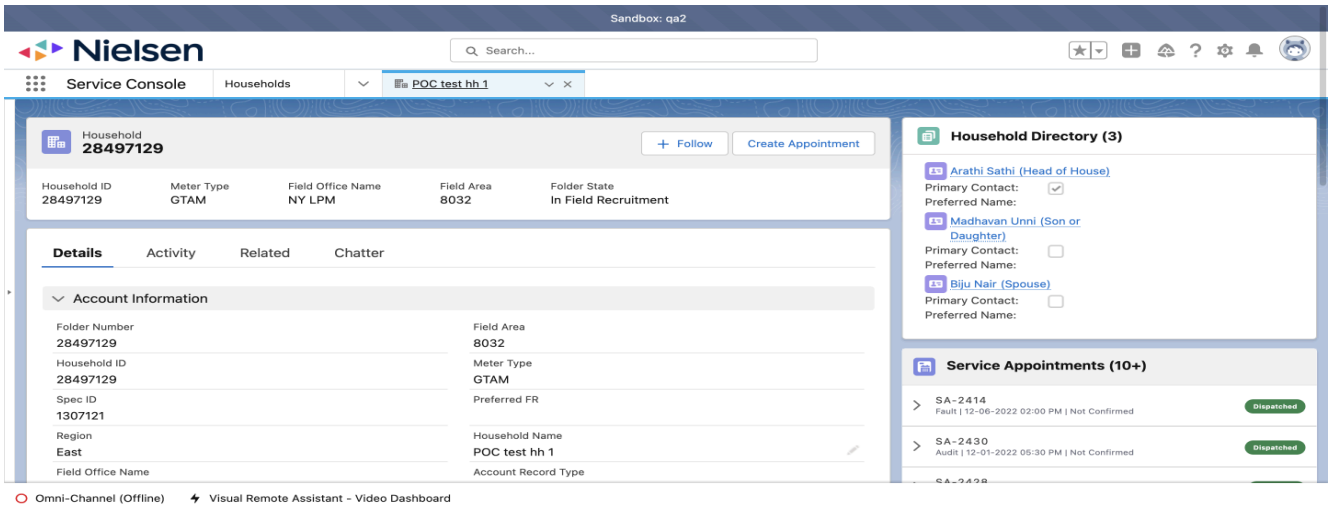 Sandbox: qa2
Nielsen
Search...
Service Console
Households
POC test hh 1
Household
28497129
+ Follow
Create Appointment
Household ID
Meter Type
Field Office Name
Field Area
Folder State
28497129
GTAM
NY LPM
8032
In Field Recruitment
Details
Activity
Related
Chatter
Account Information
Folder Number
28497129
Field Area
8032
Household ID
28497129
Meter Type
GTAM
Spec ID
1307121
Preferred FR
Region
East
Household Name
POC test hh 1
Field Office Name
Account Record Type
Household Directory (3)
Arathi Sathi (Head of House)
Primary Contact:
Preferred Name:
Madhavan Unni (Son or
Daughter)
Primary Contact:
Preferred Name:
Biju Nair (Spouse)
Primary Contact:
Preferred Name:
Service Appointments (10+)
SA-2414
Fault | 12-06-2022 02:00 PM | Not Confirmed
Dispatched
SA-2430
Audit | 12-01-2022 05:30 PM | Not Confirmed
Dispatched
SA-2428
Omni-Channel (Offline)
Visual Remote Assistant - Video Dashboard